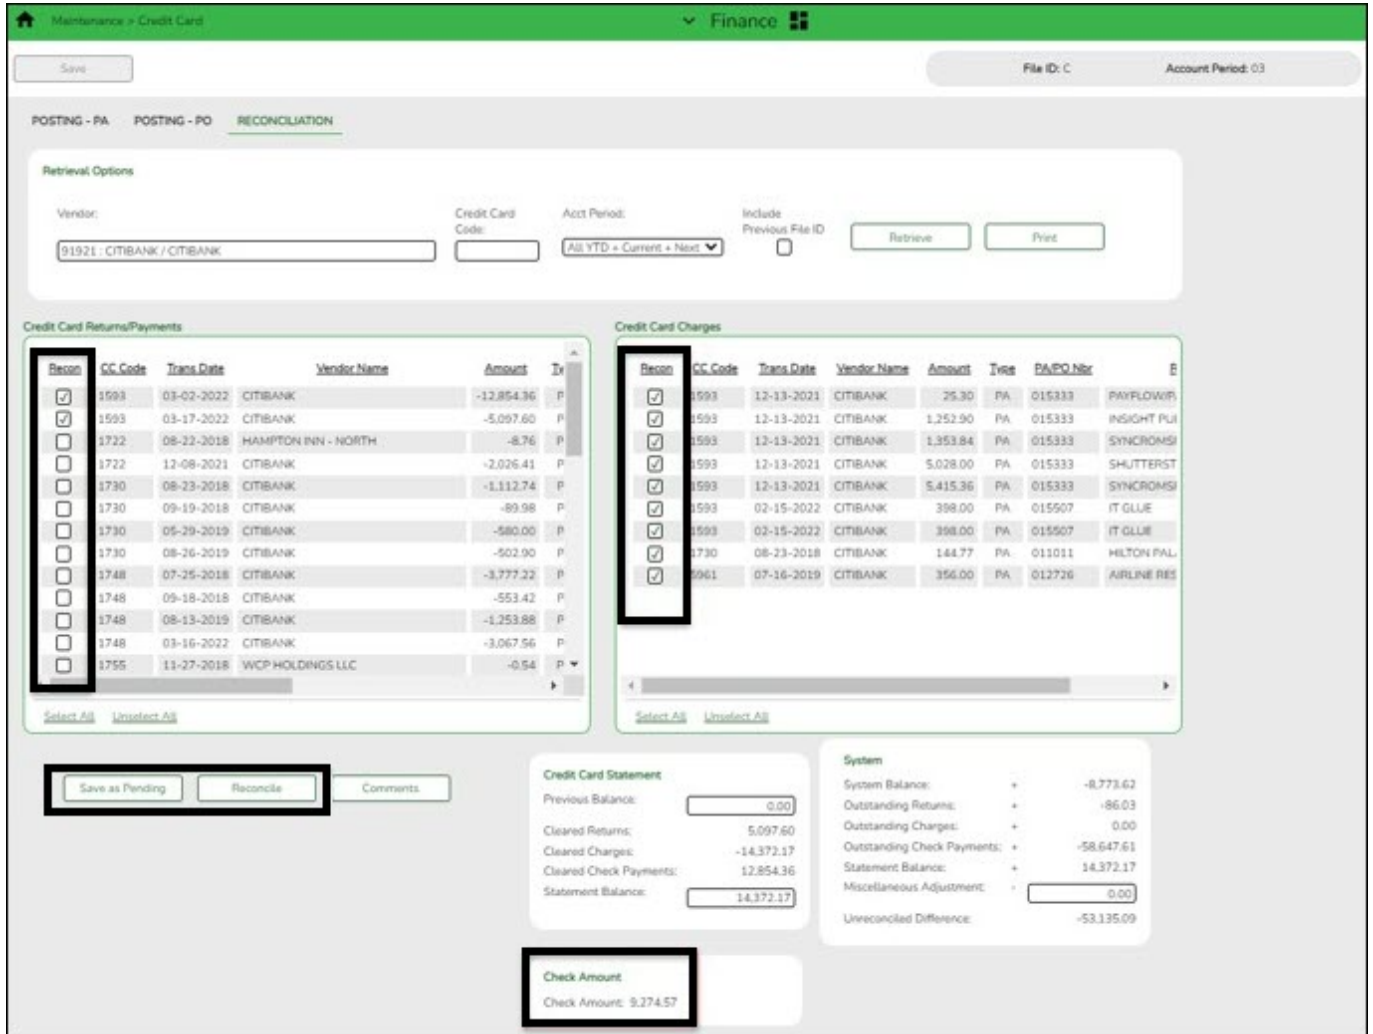 Maintenance > Credit Card
Finance
Save
File ID: C Account Period: 03
POSTING - PA POSTING - PO RECONCILIATION
Retrieval Options
Vendor: Credit Card Code: Acct Period: Include Previous File ID
91921 : CITIBANK / CITIBANK All YTD + Current + Next Retrieve Print
Credit Card Returns/Payments
Recon CC Code Trans Date Vendor Name Amount
1593 03-02-2022 CITIBANK -12,854.36 P
1593 03-17-2022 CITIBANK -5,097.60 P
1722 08-22-2018 HAMPTON INN - NORTH -8.76 P
1722 12-08-2021 CITIBANK -2,026.41 P
1730 08-23-2018 CITIBANK -1,112.74 P
1730 09-19-2018 CITIBANK -89.98 P
1730 05-29-2019 CITIBANK -580.00 P
1730 08-26-2019 CITIBANK -502.90 P
1748 07-25-2018 CITIBANK -3,777.22 P
1748 09-18-2018 CITIBANK -553.42 P
1748 08-13-2019 CITIBANK -1,253.88 P
1748 03-16-2022 CITIBANK -3,067.56 P
1755 11-27-2018 WCP HOLDINGS LLC -0.54 P
Select All Unselect All
Credit Card Charges
Recon CC Code Trans Date Vendor Name Amount Type PA/PO Nbr
1593 12-13-2021 CITIBANK 25.30 PA 015333 PAYFLOW/P
1593 12-13-2021 CITIBANK 1,252.90 PA 015333 INSIGHT PU
1593 12-13-2021 CITIBANK 1,353.84 PA 015333 SYNCROMS
1593 12-13-2021 CITIBANK 5,028.00 PA 015333 SHUTTERST
1593 12-13-2021 CITIBANK 5,415.36 PA 015333 SYNCROMS
1593 02-15-2022 CITIBANK 398.00 PA 015507 IT GLUE
1593 02-15-2022 CITIBANK 398.00 PA 015507 IT GLUE
1730 08-23-2018 CITIBANK 144.77 PA 011011 HILTON PAL
5961 07-16-2019 CITIBANK 356.00 PA 012726 AIRLINE RES
Select All Unselect All
Save as Pending Reconcile Comments
Credit Card Statement
Previous Balance: 0.00
Cleared Returns: 5,097.60
Cleared Charges: -14,372.17
Cleared Check Payments: 12,854.36
Statement Balance: 14,372.17
System
System Balance: + -8,773.62
Outstanding Returns: + -86.03
Outstanding Charges: + 0.00
Outstanding Check Payments: + -58,647.61
Statement Balance: + 14,372.17
Miscellaneous Adjustment: - 0.00
Unreconciled Difference: -53,135.09
Check Amount
Check Amount: 9,274.57